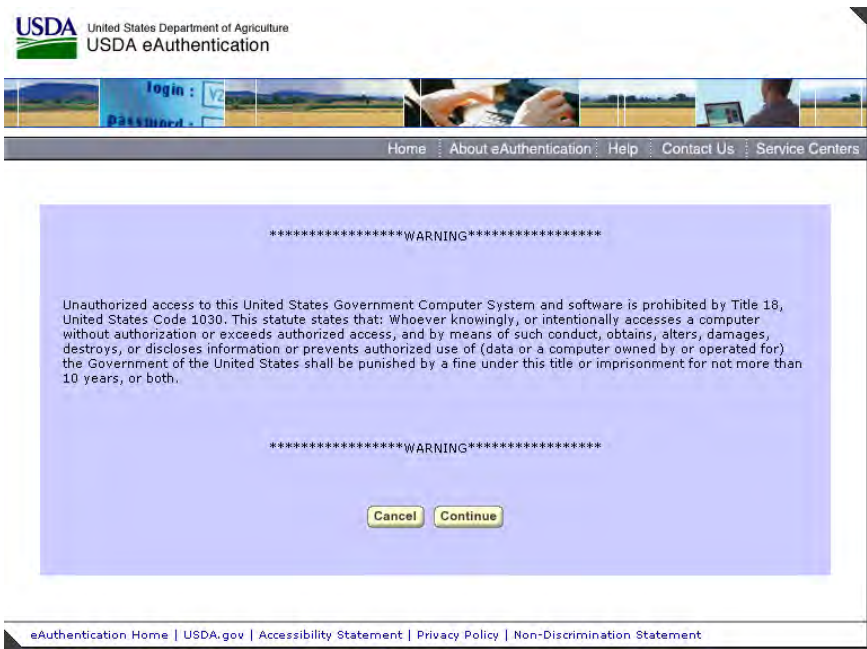 USDA United States Department of Agriculture
USDA eAuthentication
login : VZ
Password :
Home About eAuthentication Help Contact Us Service Centers
*****************WARNING*****************
Unauthorized access to this United States Government Computer System and software is prohibited by Title 18,
United States Code 1030. This statute states that: Whoever knowingly, or intentionally accesses a computer
without authorization or exceeds authorized access, and by means of such conduct, obtains, alters, damages,
destroys, or discloses information or prevents authorized use of (data or a computer owned by or operated for)
the Government of the United States shall be punished by a fine under this title or imprisonment for not more than
10 years, or both.
*****************WARNING*****************
Cancel Continue
eAuthentication Home | USDA.gov | Accessibility Statement | Privacy Policy | Non-Discrimination Statement